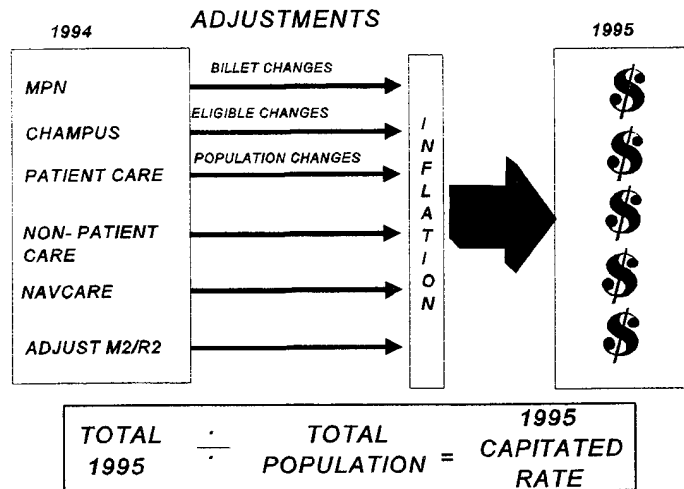 ADJUSTMENTS
1994
1995
MPN
BILLET CHANGES
CHAMPUS
ELIGIBLE CHANGES
PATIENT CARE
POPULATION CHANGES
NON- PATIENT
CARE
NAVCARE
ADJUST M2/R2
INFLATION
$
$
$
$
$
TOTAL
1995
÷
TOTAL
POPULATION
=
1995
CAPITATED
RATE